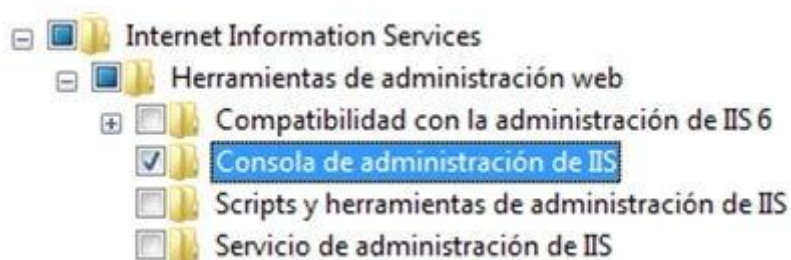 Internet Information Services
Herramientas de administración web
Compatibilidad con la administración de IIS 6
Consola de administración de IIS
Scripts y herramientas de administración de IIS
Servicio de administración de IIS